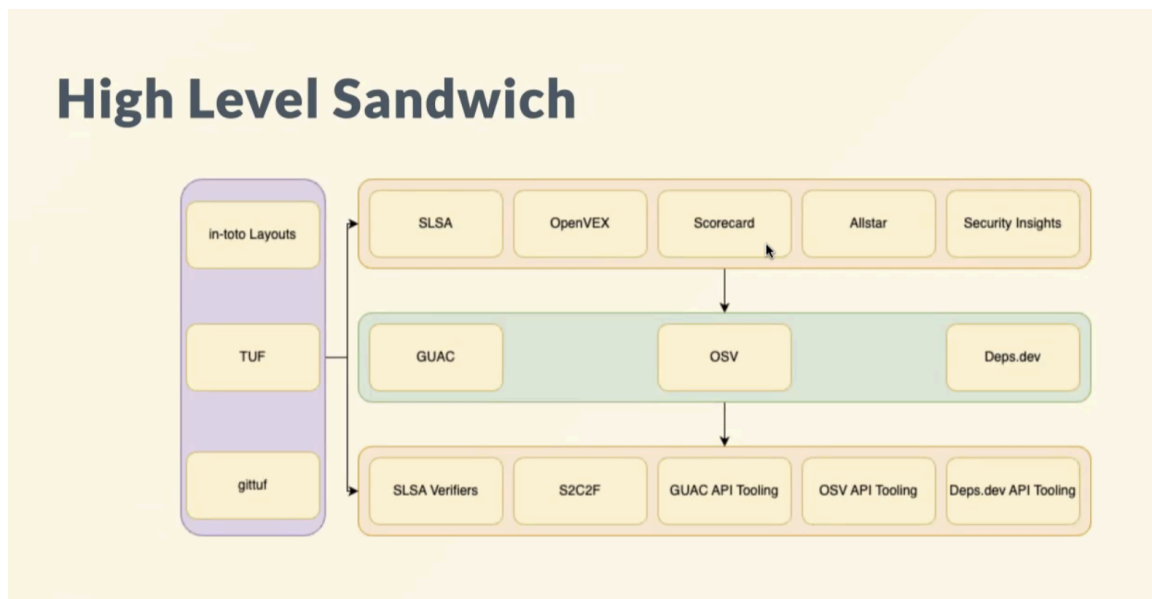 High Level Sandwich
in-toto Layouts
TUF
gittuf
SLSA
OpenVEX
Scorecard
Allstar
Security Insights
GUAC
OSV
Deps.dev
SLSA Verifiers
S2C2F
GUAC API Tooling
OSV API Tooling
Deps.dev API Tooling